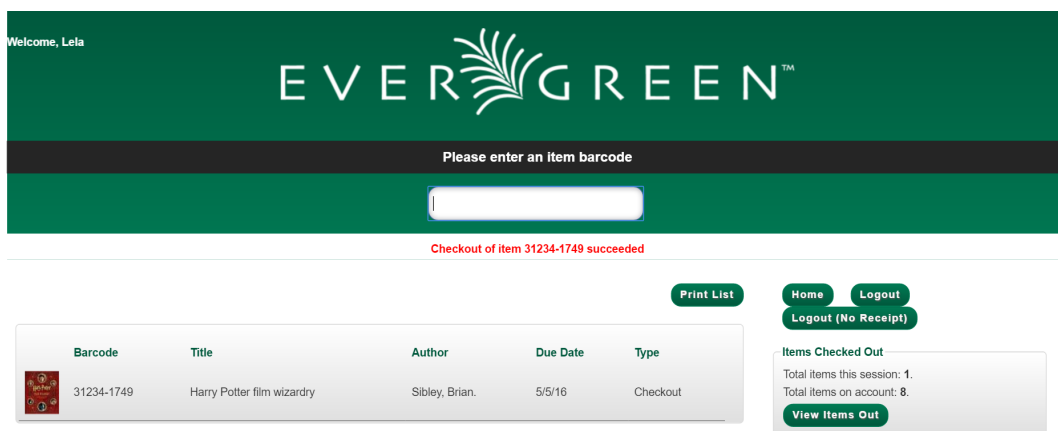 Welcome, Lela
EVERGREEN™
Please enter an item barcode
Checkout of item 31234-1749 succeeded
Print List
Home Logout
Logout (No Receipt)
Barcode Title Author Due Date Type
31234-1749 Harry Potter film wizardry Sibley, Brian. 5/5/16 Checkout
Items Checked Out
Total items this session: 1.
Total items on account: 8.
View Items Out